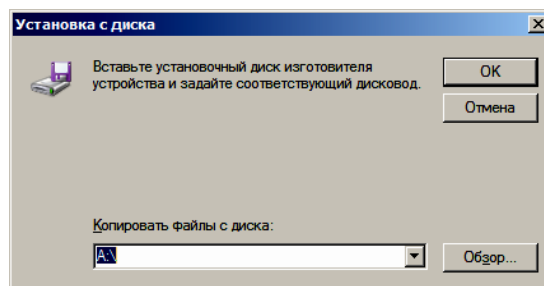 Установка с диска
Вставьте установочный диск изготовителя
устройства и задайте соответствующий дисковод.
OK
Отмена
Копировать файлы с диска:
A:\
Обзор...